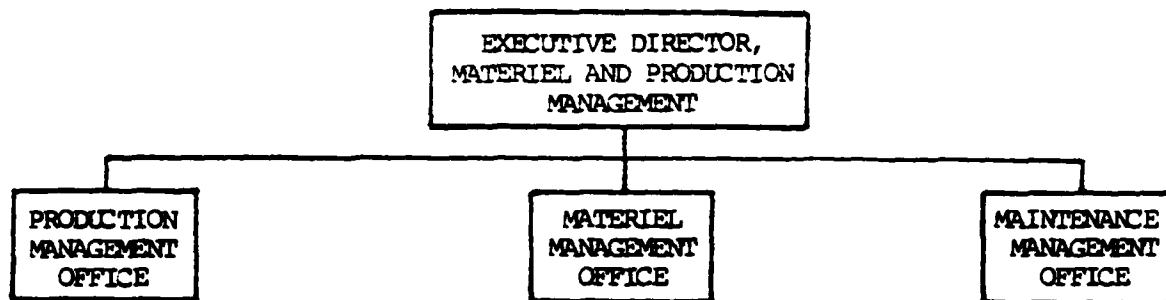 EXECUTIVE DIRECTOR,
MATERIEL AND PRODUCTION
MANAGEMENT
PRODUCTION
MANAGEMENT
OFFICE
MATERIEL
MANAGEMENT
OFFICE
MAINTENANCE
MANAGEMENT
OFFICE